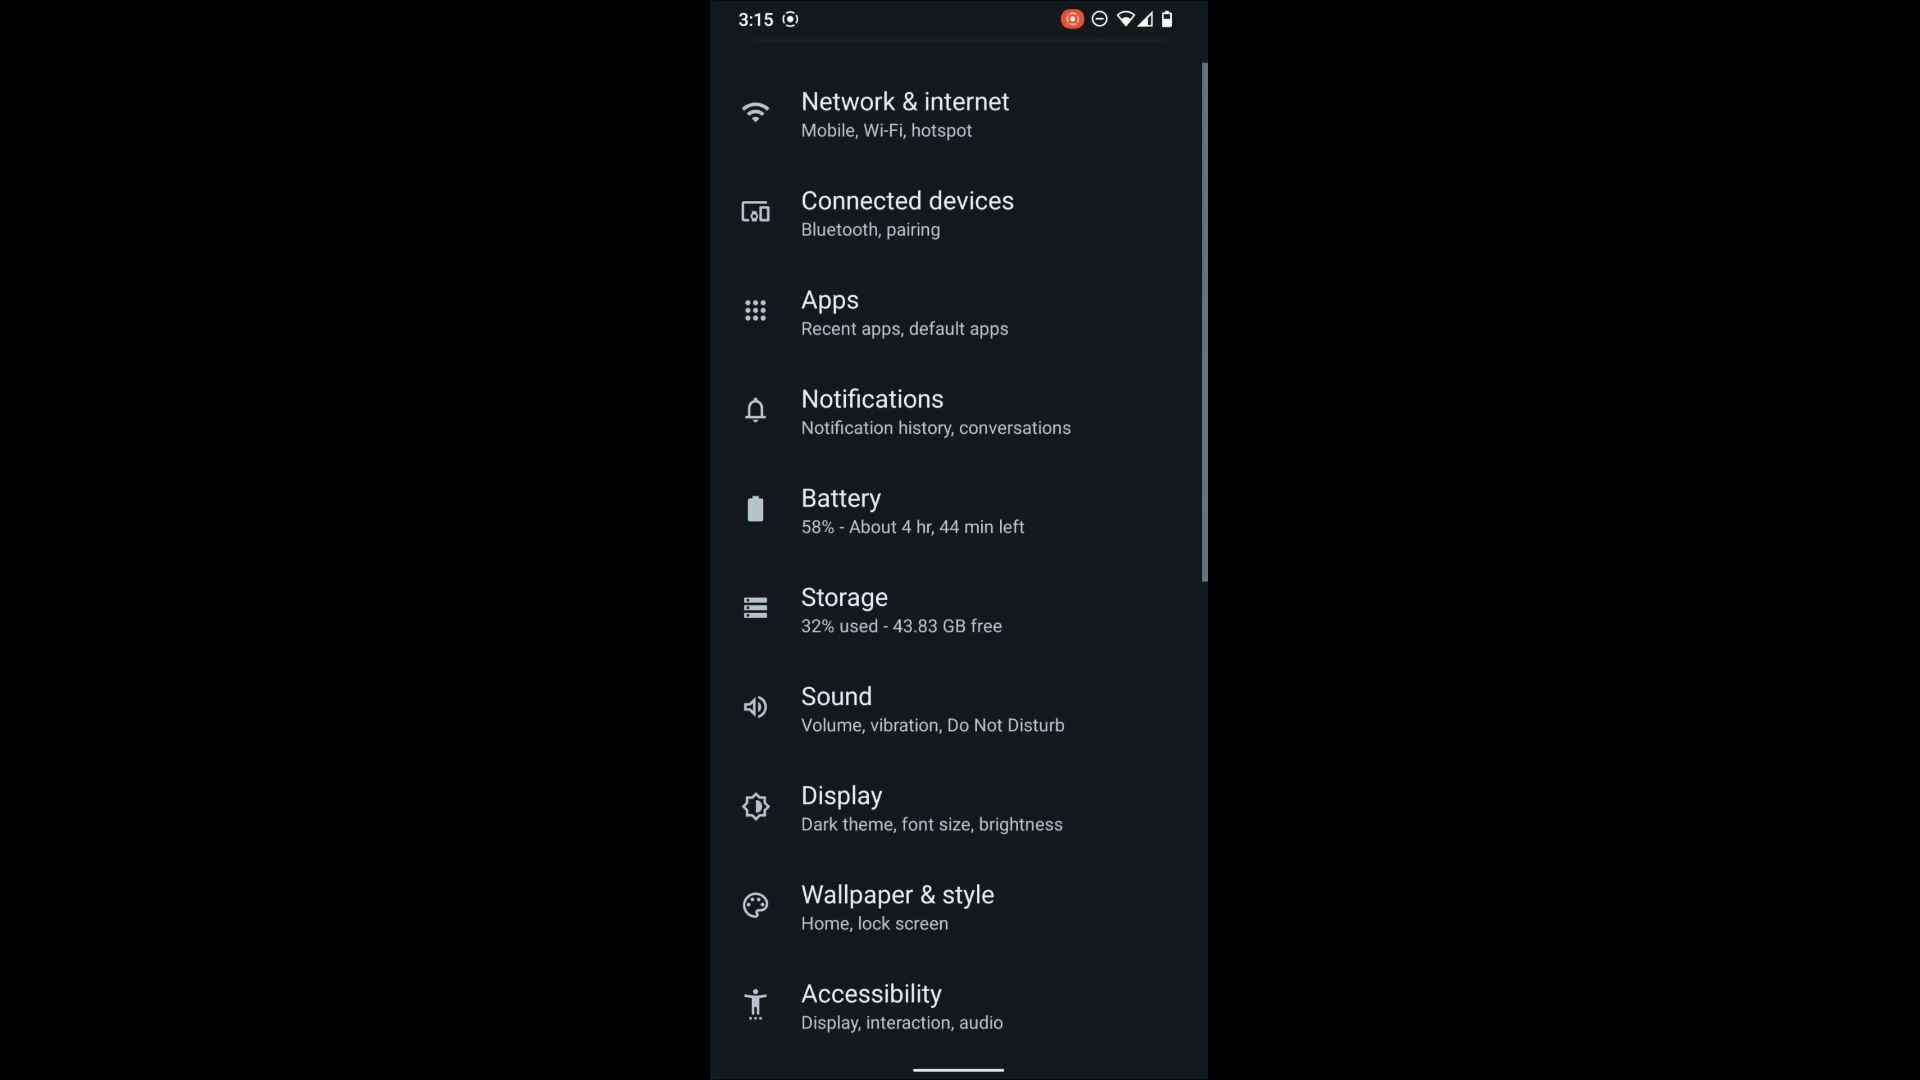 3:15
Network & internet
Mobile, Wi-Fi, hotspot
Connected devices
Bluetooth, pairing
Apps
Recent apps, default apps
Notifications
Notification history, conversations
Battery
58% - About 4 hr, 44 min left
Storage
32% used - 43.83 GB free
Sound
Volume, vibration, Do Not Disturb
Display
Dark theme, font size, brightness
Wallpaper & style
Home, lock screen
Accessibility
Display, interaction, audio